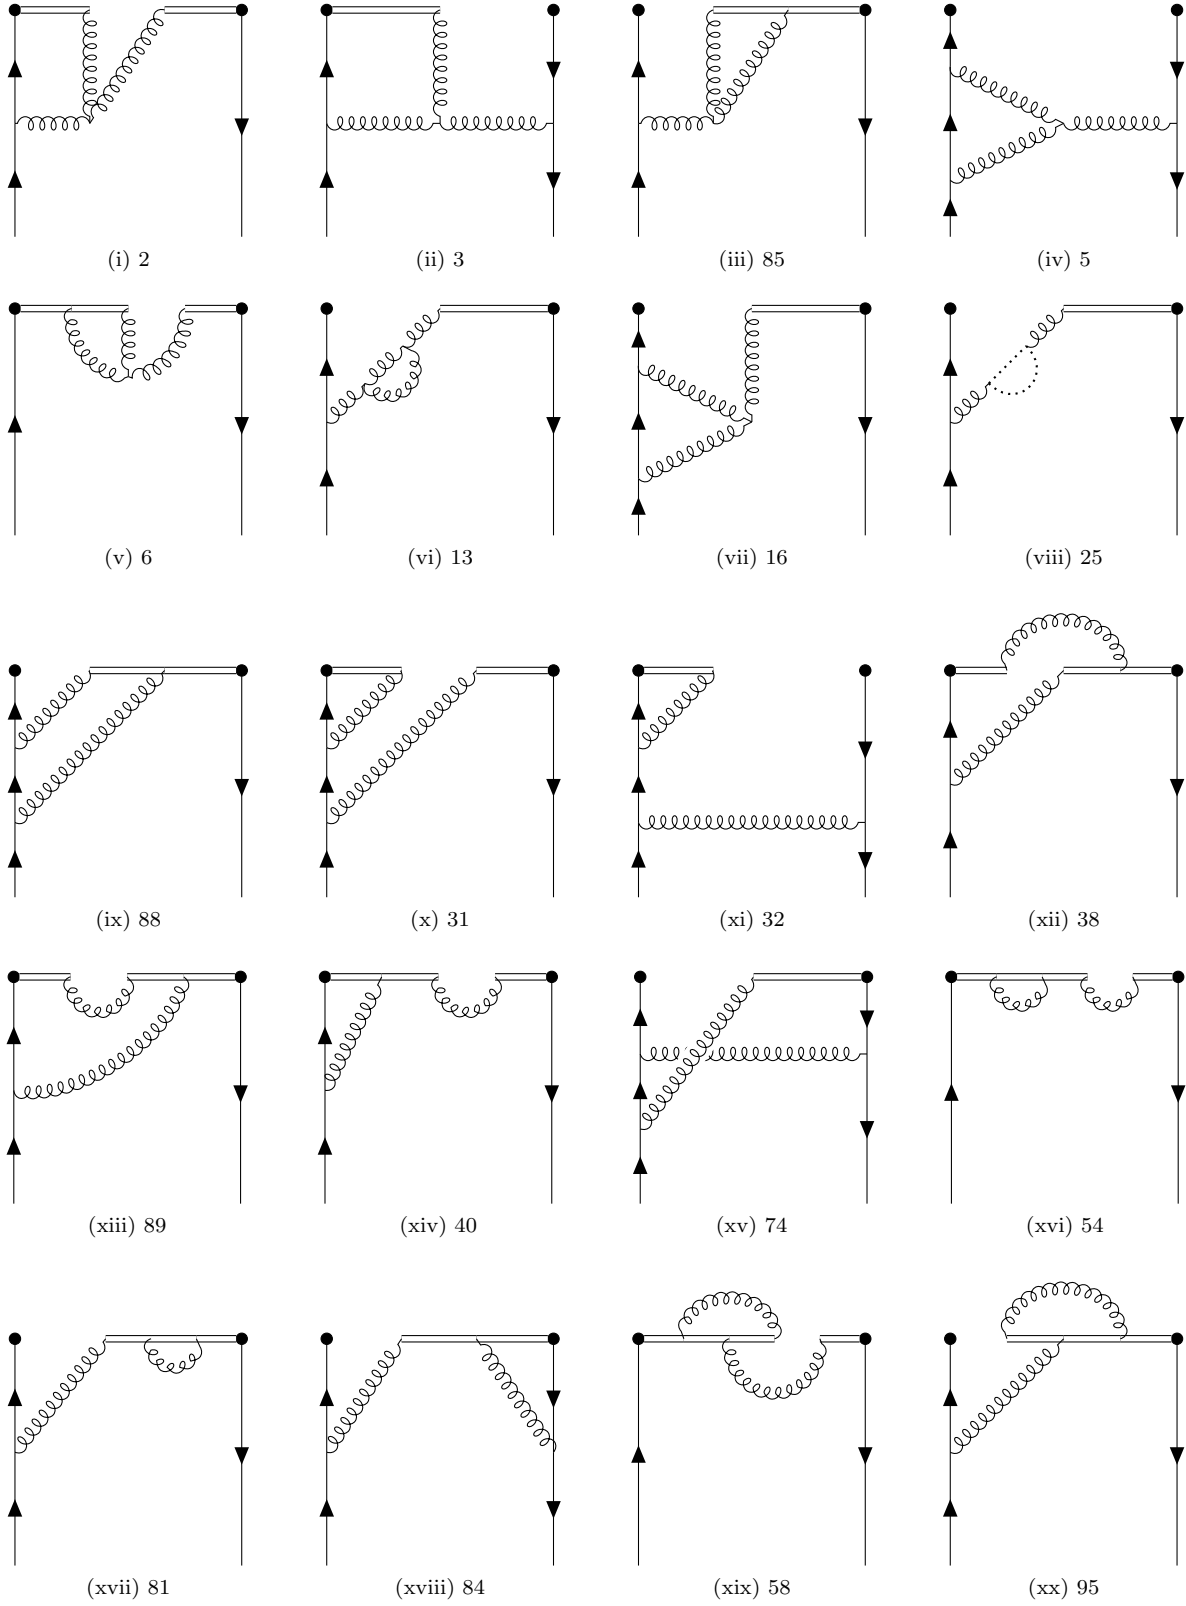 (i) 2 (ii) 3 (iii) 85 (iv) 5
(v) 6 (vi) 13 (vii) 16 (viii) 25
(ix) 88 (x) 31 (xi) 32 (xii) 38
(xiii) 89 (xiv) 40 (xv) 74 (xvi) 54
(xvii) 81 (xviii) 84 (xix) 58 (xx) 95